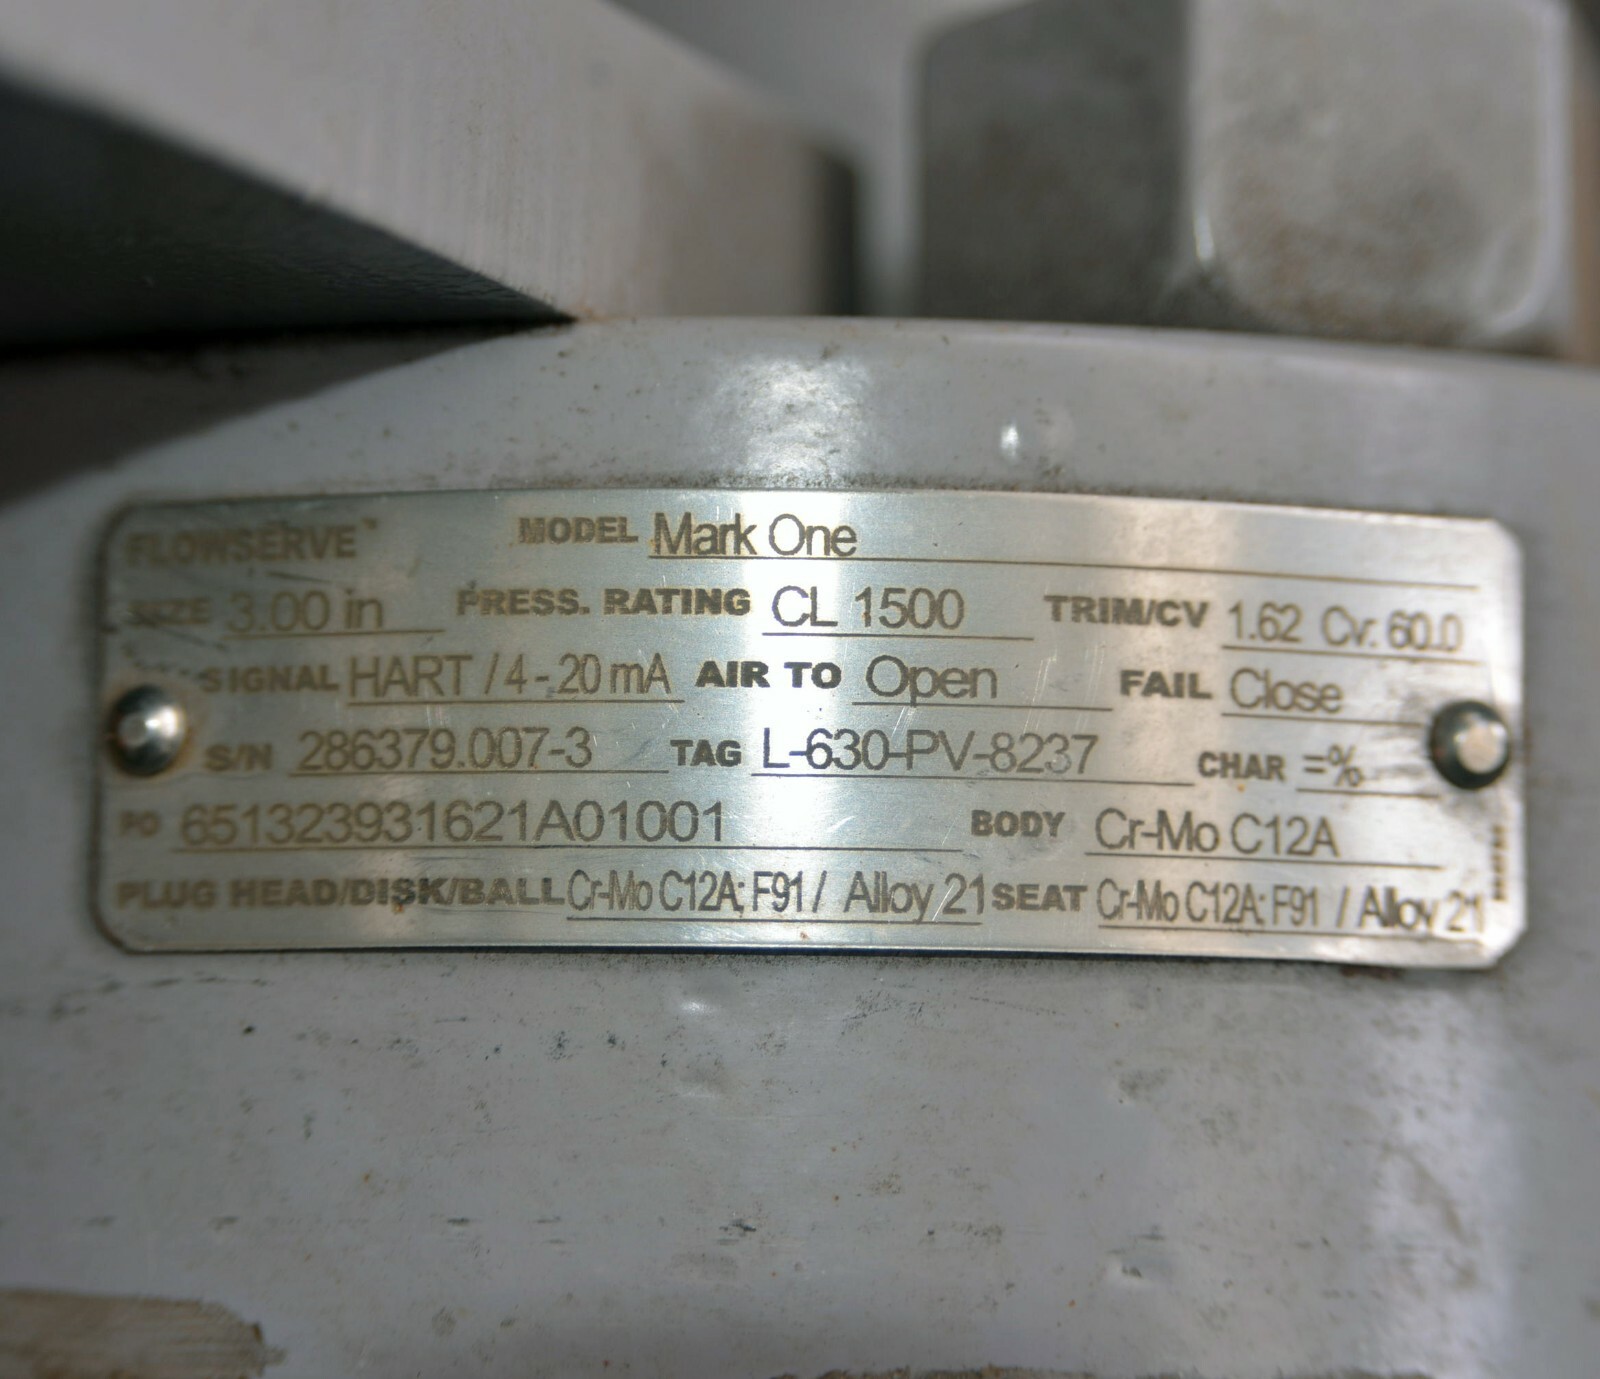 FLOWSERVE™ MODEL Mark One
SIZE 3.00 in PRESS. RATING CL 1500 TRIM/CV 1.62 Cv: 60.0
SIGNAL HART / 4 - 20 mA AIR TO Open FAIL Close
S/N 286379.007-3 TAG L-630-PV-8237 CHAR =%
PO 651323931621A01001 BODY Cr-Mo C12A
PLUG HEAD/DISK/BALL Cr-Mo C12A; F91 / Alloy 21 SEAT Cr-Mo C12A; F91 / Alloy 21